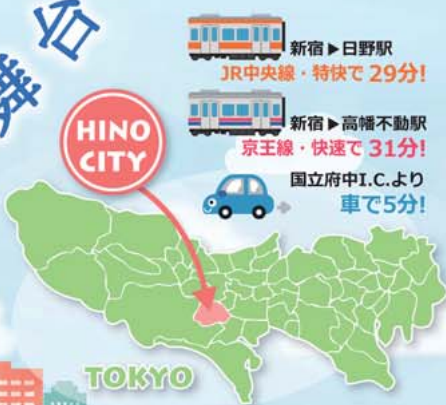 舞台
新宿▶日野駅
JR中央線・特快で 29分!
新宿▶高幡不動駅
京王線・快速で 31分!
国立府中I.C.より
車で5分!
HINO
CITY
TOKYO